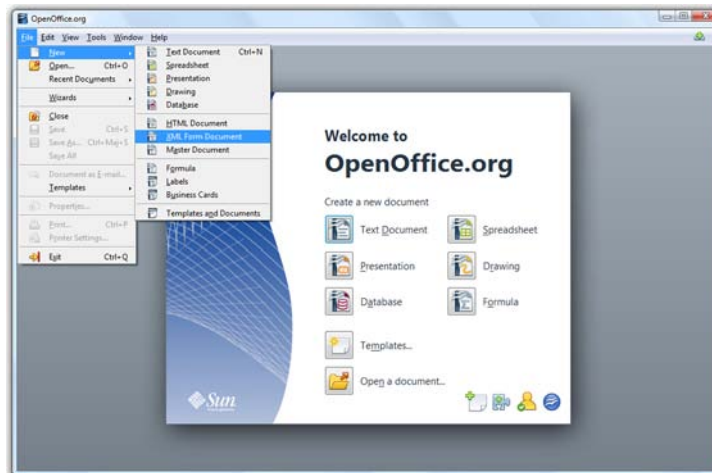 OpenOffice.org
File Edit View Tools Window Help
New
Open... Ctrl+O
Recent Documents
Wizards
Close
Save Ctrl+S
Save As... Ctrl+Maj+S
Save All
Document as E-mail...
Templates
Properties...
Print... Ctrl+P
Printer Settings...
Exit Ctrl+Q
Text Document Ctrl+N
Spreadsheet
Presentation
Drawing
Database
HTML Document
XML Form Document
Master Document
Formula
Labels
Business Cards
Templates and Documents
Welcome to
OpenOffice.org
Create a new document
Text Document Spreadsheet
Presentation Drawing
Database Formula
Templates...
Open a document...
Sun